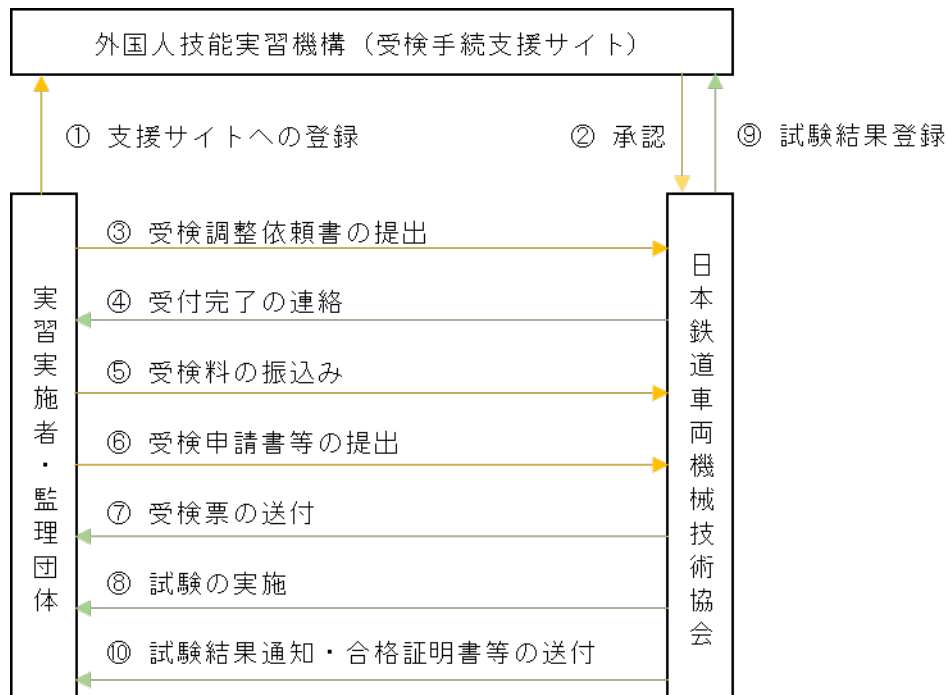 外国人技能実習機構（受検手続支援サイト）
① 支援サイトへの登録
② 承認
⑨ 試験結果登録
③ 受検調整依頼書の提出
④ 受付完了の連絡
⑤ 受検料の振込み
⑥ 受検申請書等の提出
⑦ 受検票の送付
⑧ 試験の実施
⑩ 試験結果通知・合格証明書等の送付
実習実施者・監理団体
日本鉄道車両機械技術協会